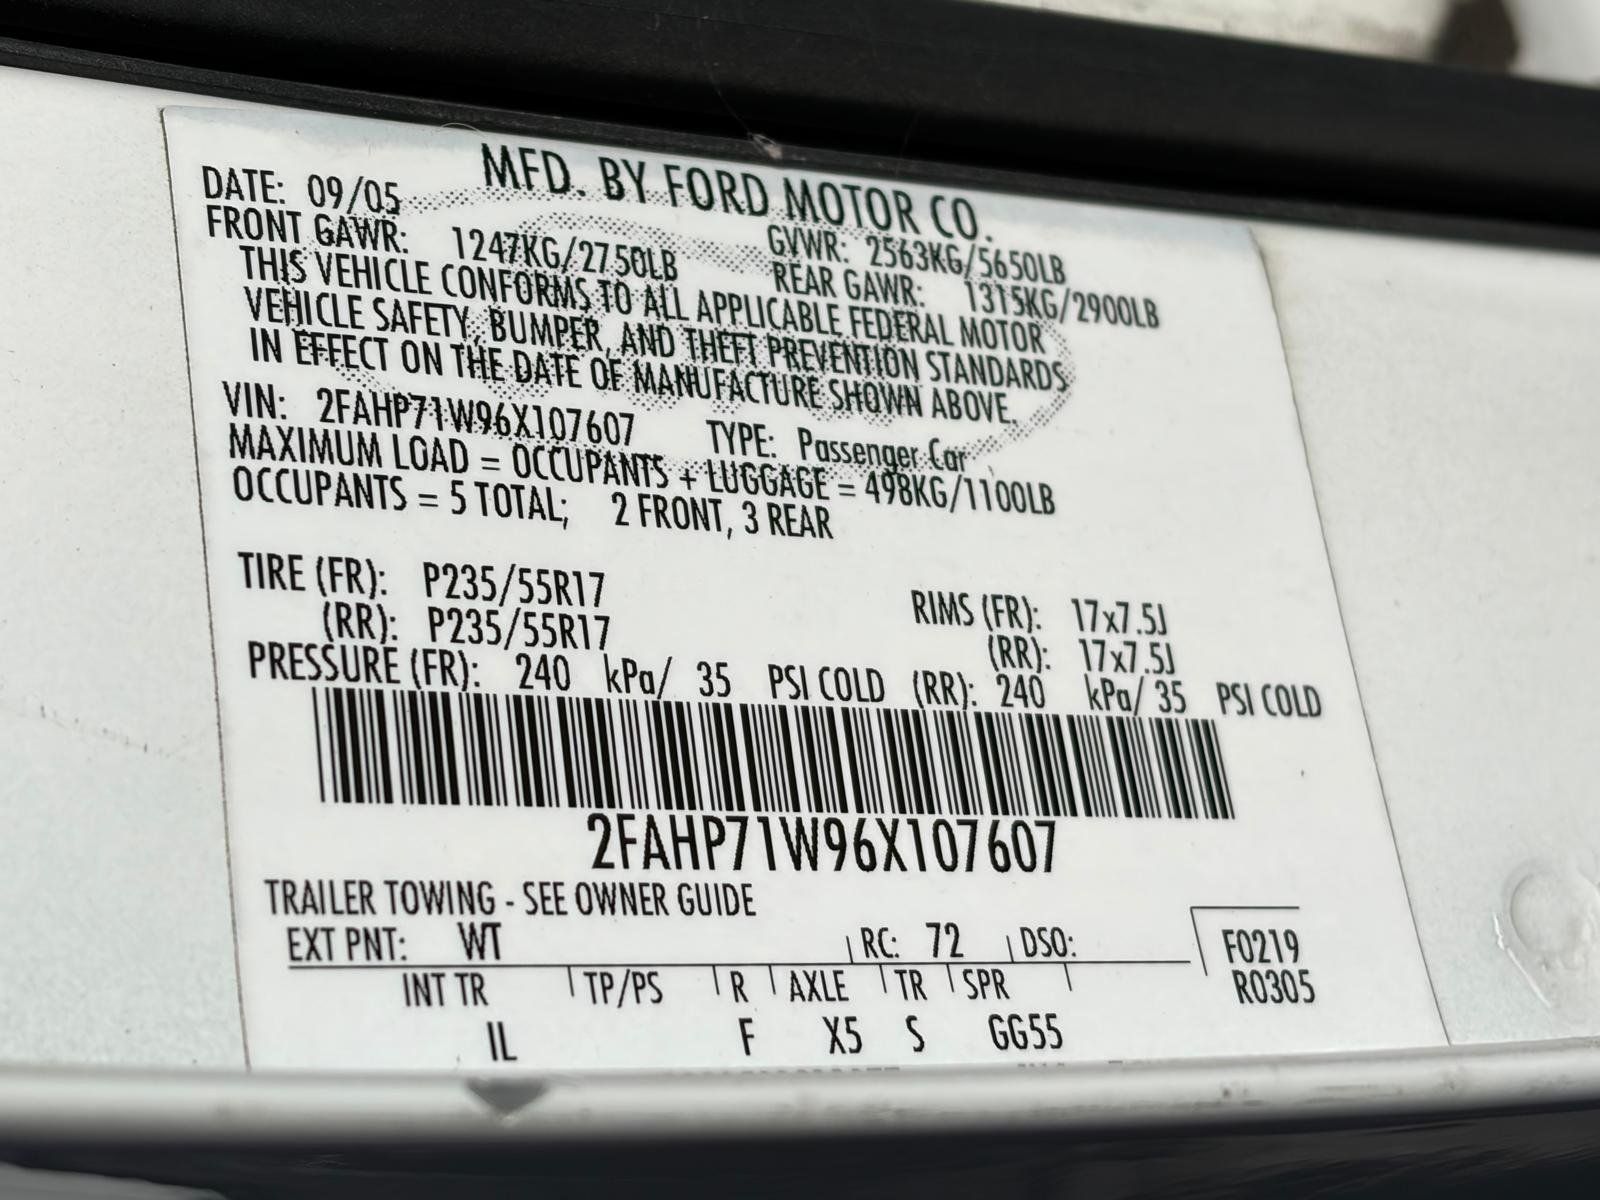 MFD. BY FORD MOTOR CO.
DATE: 09/05 GVWR: 2563KG/5650LB
FRONT GAWR: 1247KG/2750LB REAR GAWR: 1315KG/2900LB
THIS VEHICLE CONFORMS TO ALL APPLICABLE FEDERAL MOTOR
VEHICLE SAFETY, BUMPER, AND THEFT PREVENTION STANDARDS
IN EFFECT ON THE DATE OF MANUFACTURE SHOWN ABOVE.
VIN: 2FAHP71W96X107607 TYPE: Passenger Car
MAXIMUM LOAD = OCCUPANTS + LUGGAGE = 498KG/1100LB
OCCUPANTS = 5 TOTAL; 2 FRONT, 3 REAR
TIRE (FR): P235/55R17 RIMS (FR): 17x7.5J
(RR): P235/55R17 (RR): 17x7.5J
PRESSURE (FR): 240 kPa/ 35 PSI COLD (RR): 240 kPa/ 35 PSI COLD
2FAHP71W96X107607
TRAILER TOWING - SEE OWNER GUIDE
EXT PNT: WT RC: 72 DSO: F0219
INT TR TP/PS R AXLE TR SPR R0305
IL F X5 S GG55